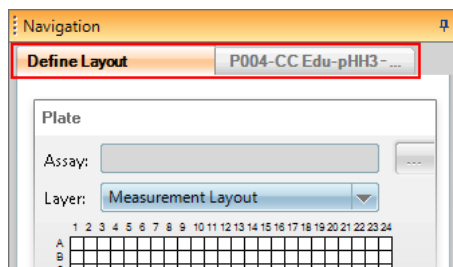 Navigation
Define Layout P004-CC Edu-pHH3-...
Plate
Assay: ...
Layer: Measurement Layout
1 2 3 4 5 6 7 8 9 10 11 12 13 14 15 16 17 18 19 20 21 22 23 24
A
B